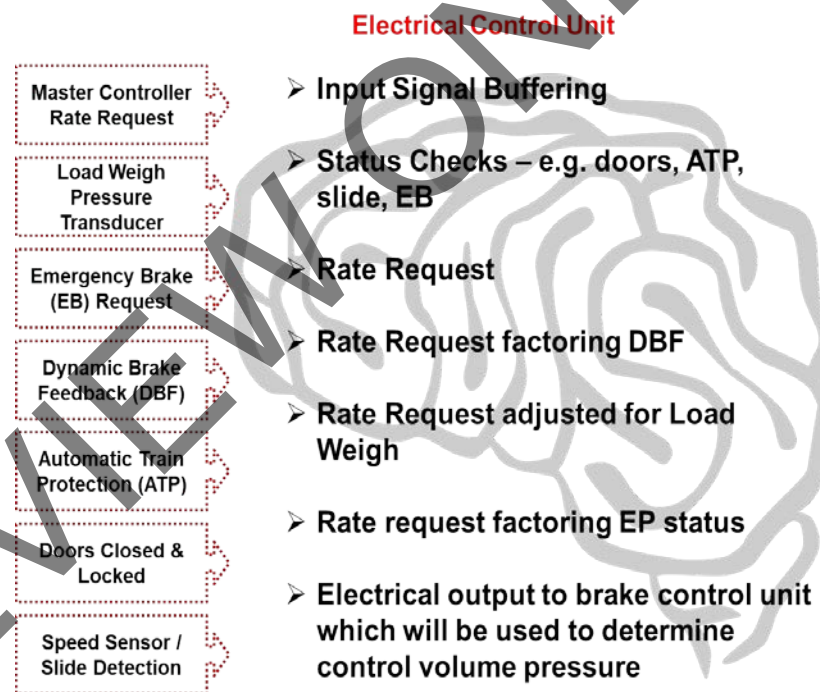 Electrical Control Unit
Master Controller
Rate Request
Load Weigh
Pressure
Transducer
Emergency Brake
(EB) Request
Dynamic Brake
Feedback (DBF)
Automatic Train
Protection (ATP)
Doors Closed &
Locked
Speed Sensor /
Slide Detection
➢ Input Signal Buffering
➢ Status Checks – e.g. doors, ATP,
slide, EB
➢ Rate Request
➢ Rate Request factoring DBF
➢ Rate Request adjusted for Load
Weigh
➢ Rate request factoring EP status
➢ Electrical output to brake control unit
which will be used to determine
control volume pressure
VIEW ON